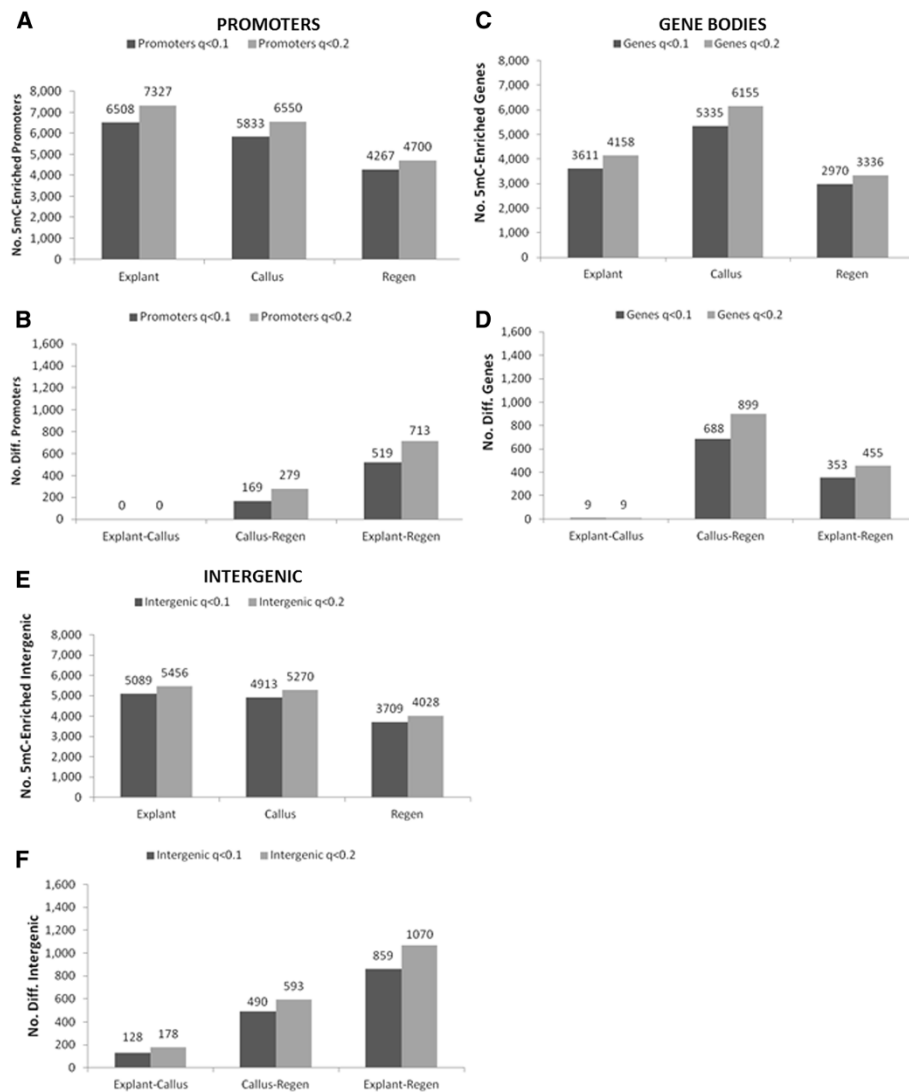 A
PROMOTERS
Promoters q<0.1 Promoters q<0.2
No. 5mC-Enriched Promoters
8,000
7,000
6,000
5,000
4,000
3,000
2,000
1,000
0
6508 7327
5833 6550
4267 4700
Explant Callus Regen
B
Promoters q<0.1 Promoters q<0.2
No. Diff. Promoters
1,600
1,400
1,200
1,000
800
600
400
200
0
0 0
169 279
519 713
Explant-Callus Callus-Regen Explant-Regen
C
GENE BODIES
Genes q<0.1 Genes q<0.2
No. 5mC-Enriched Genes
8,000
7,000
6,000
5,000
4,000
3,000
2,000
1,000
0
3611 4158
5335 6155
2970 3336
Explant Callus Regen
D
Genes q<0.1 Genes q<0.2
No. Diff. Genes
1,600
1,400
1,200
1,000
800
600
400
200
0
9 9
688 899
353 455
Explant-Callus Callus-Regen Explant-Regen
E
INTERGENIC
Intergenic q<0.1 Intergenic q<0.2
No. 5mC-Enriched Intergenic
8,000
7,000
6,000
5,000
4,000
3,000
2,000
1,000
0
5089 5456
4913 5270
3709 4028
Explant Callus Regen
F
Intergenic q<0.1 Intergenic q<0.2
No. Diff. Intergenic
1,600
1,400
1,200
1,000
800
600
400
200
0
128 178
490 593
859 1070
Explant-Callus Callus-Regen Explant-Regen